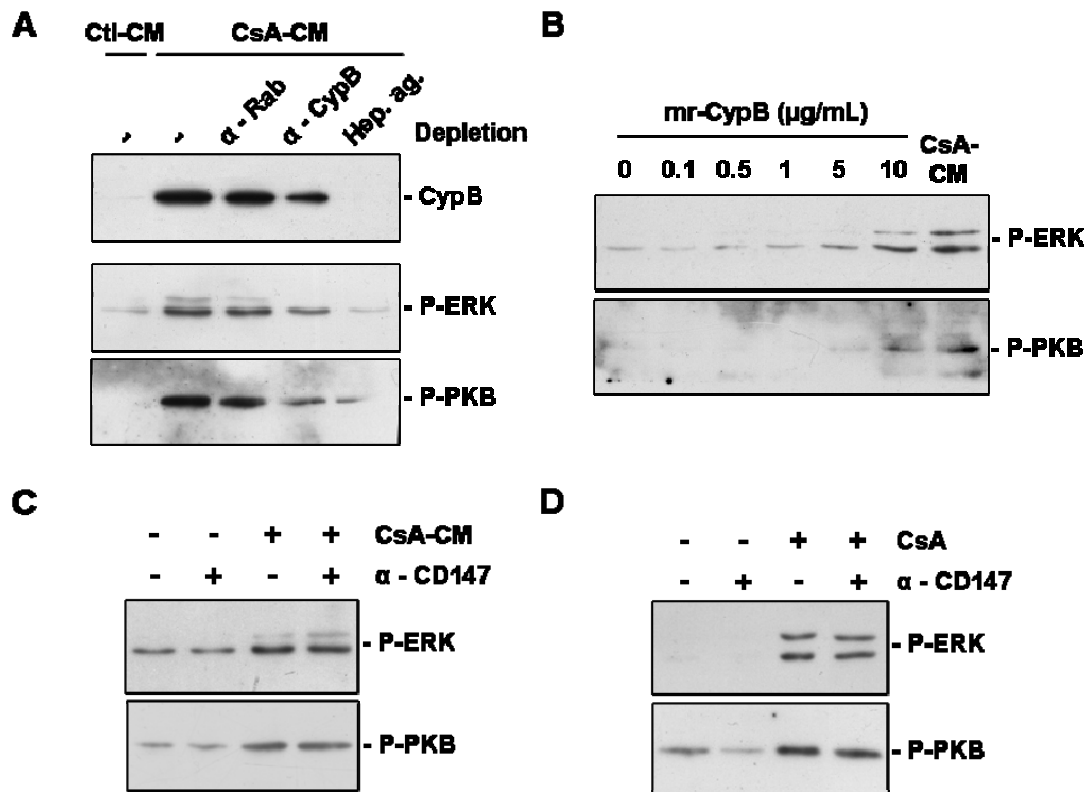 A
Ctl-CM CsA-CM
- - α - Rab α - CypB Hep. ag. Depletion
- CypB
- P-ERK
- P-PKB
B
mr-CypB (µg/mL)
0 0.1 0.5 1 5 10 CsA-CM
- P-ERK
- P-PKB
C
- - + + CsA-CM
- + - + α - CD147
- P-ERK
- P-PKB
D
- - + + CsA
- + - + α - CD147
- P-ERK
- P-PKB